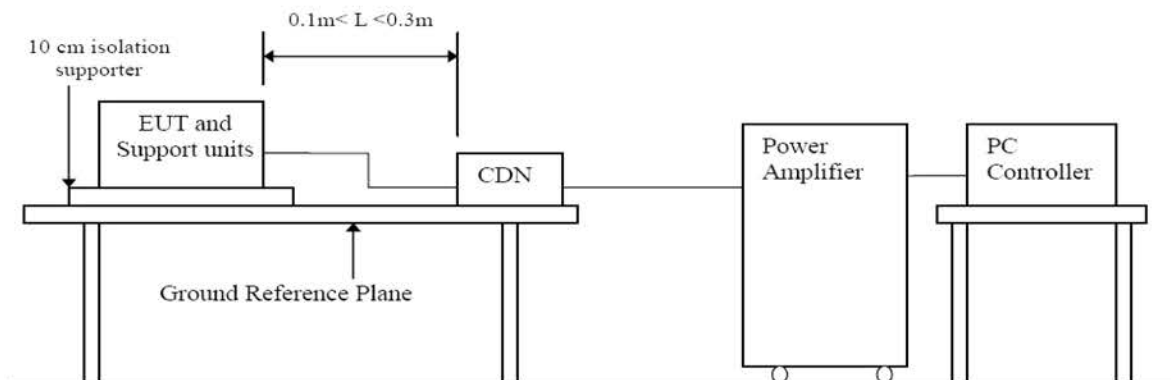 0.1m< L <0.3m
10 cm isolation
supporter
EUT and
Support units
CDN
Power
Amplifier
PC
Controller
Ground Reference Plane